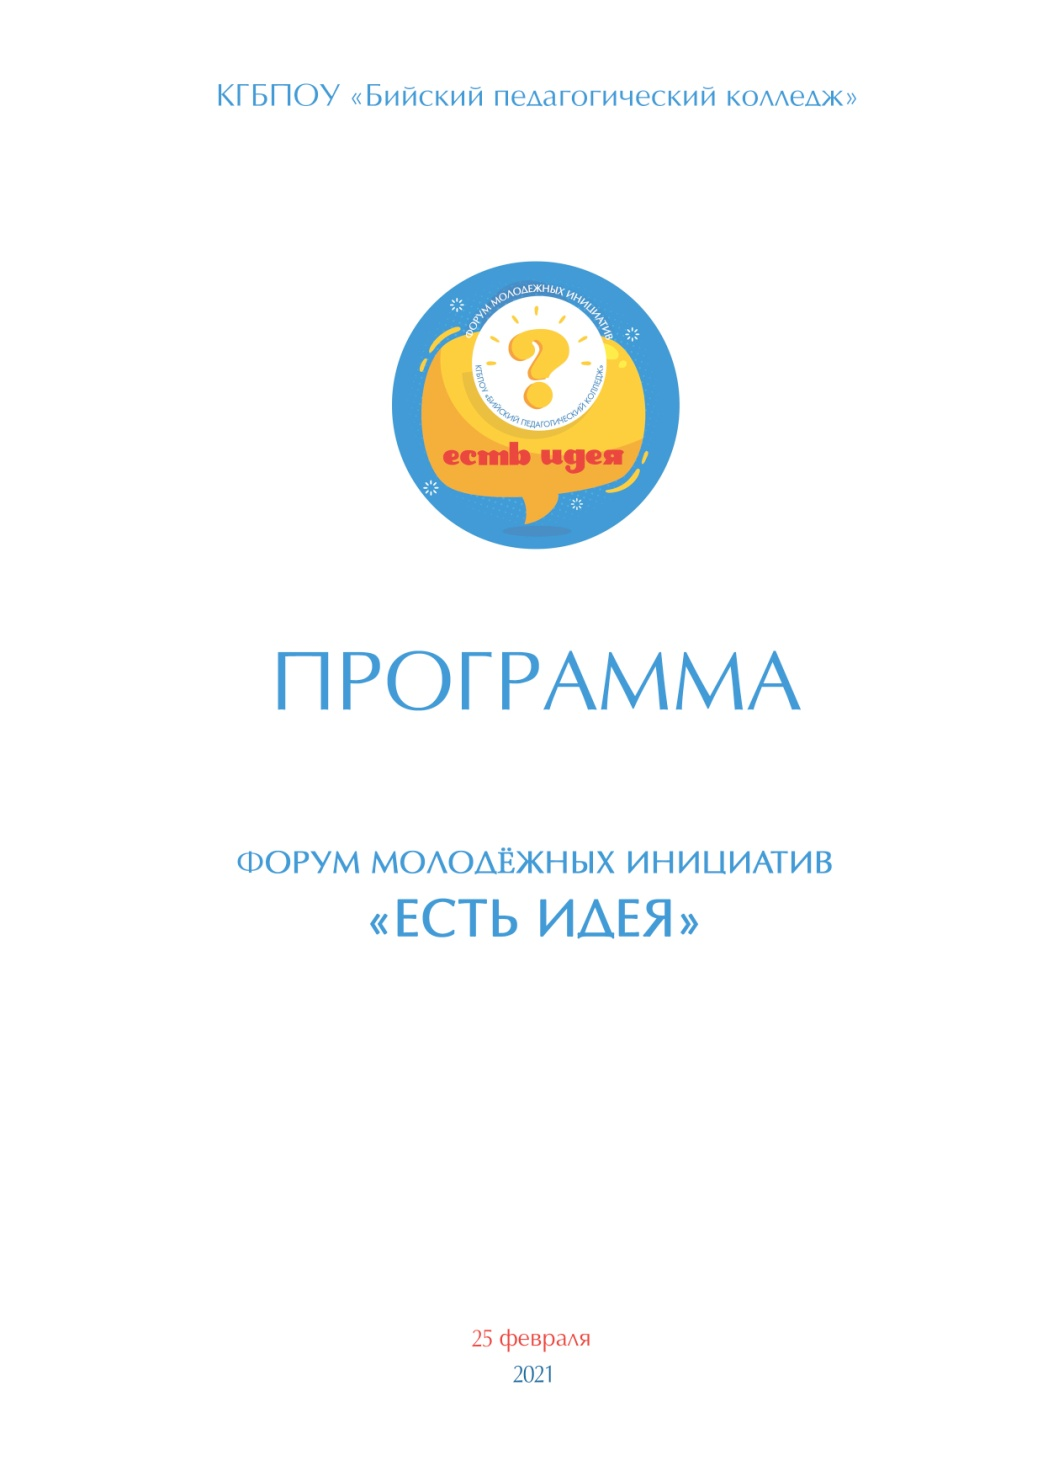 КГБПОУ «Бийский педагогический колледж»
ФОРУМ МОЛОДЕЖНЫХ ИНИЦИАТИВ
?
КГБПОУ «БИЙСКИЙ ПЕДАГОГИЧЕСКИЙ КОЛЛЕДЖ»
есть идея
ПРОГРАММА
ФОРУМ МОЛОДЁЖНЫХ ИНИЦИАТИВ
«ЕСТЬ ИДЕЯ»
25 февраля
2021